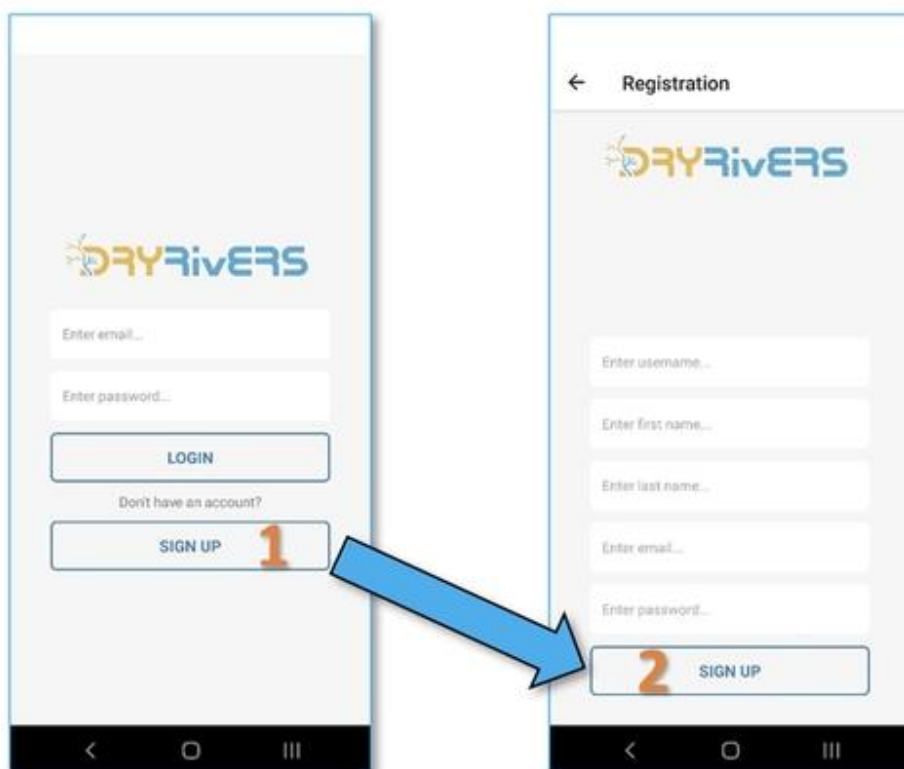 DRYRivERS
Enter email...
Enter password...
LOGIN
Don't have an account?
SIGN UP 1
Registration
DRYRivERS
Enter username...
Enter first name...
Enter last name...
Enter email...
Enter password...
2 SIGN UP